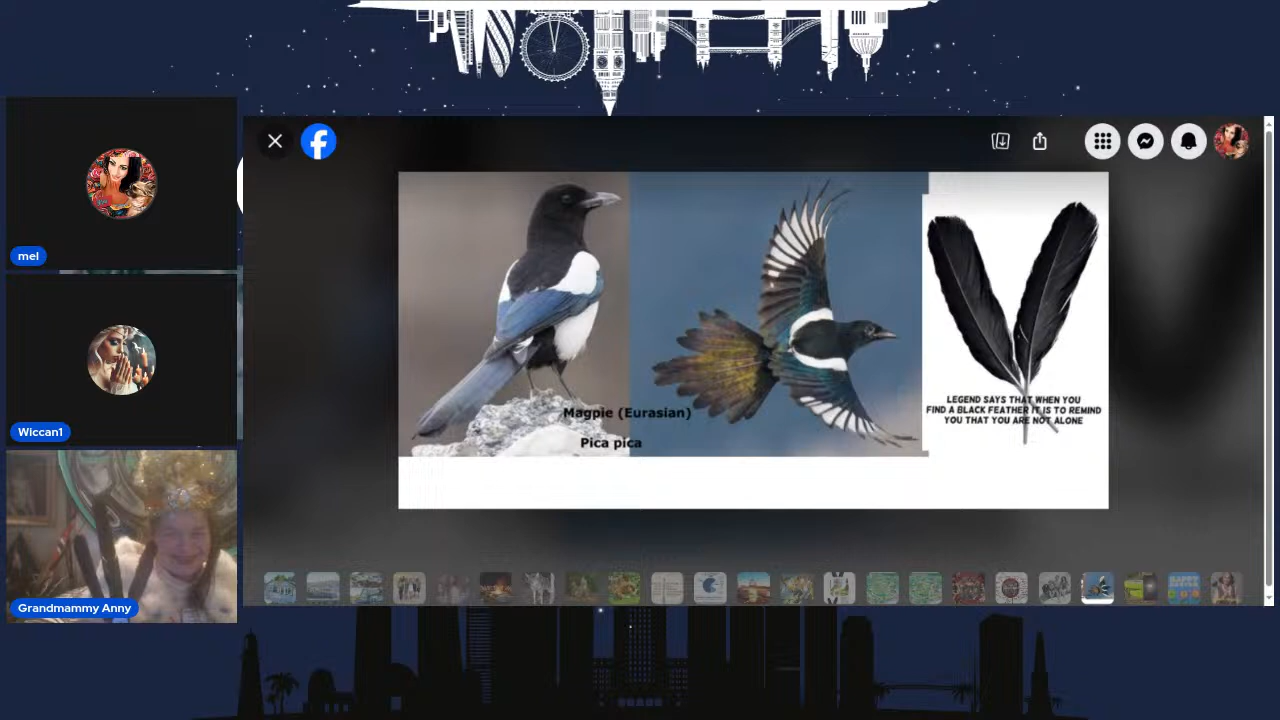 mel
Wiccan1
Grandmammy Anny
Magpie (Eurasian)
Pica pica
LEGEND SAYS THAT WHEN YOU
FIND A BLACK FEATHER IT IS TO REMIND
YOU THAT YOU ARE NOT ALONE